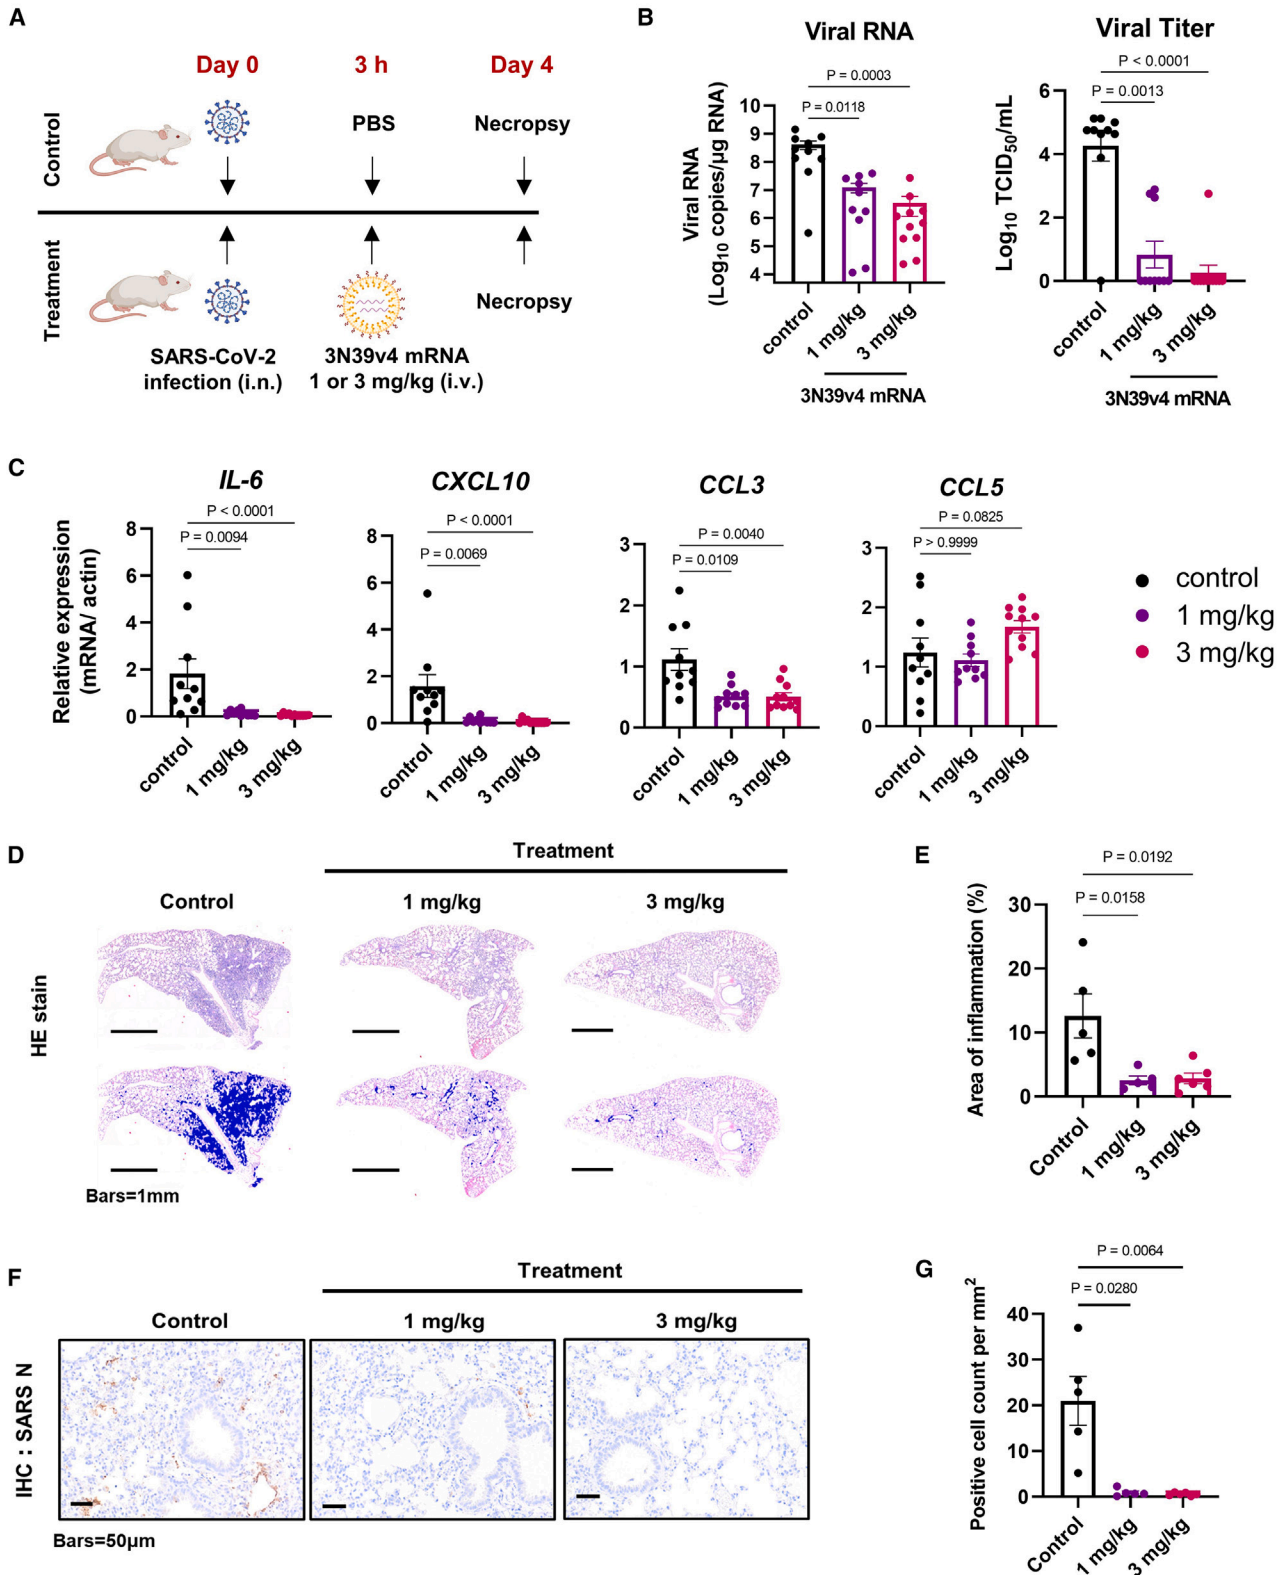 A
Day 0
3 h
Day 4
Control
PBS
Necropsy
Treatment
Necropsy
SARS-CoV-2
infection (i.n.)
3N39v4 mRNA
1 or 3 mg/kg (i.v.)
B
Viral RNA
P = 0.0003
P = 0.0118
Viral RNA
(Log10 copies/μg RNA)
10
9
8
7
6
5
4
control
1 mg/kg
3 mg/kg
3N39v4 mRNA
Viral Titer
P < 0.0001
P = 0.0013
Log10 TCID50/mL
6
4
2
0
control
1 mg/kg
3 mg/kg
3N39v4 mRNA
C
Relative expression
(mRNA/ actin)
IL-6
P < 0.0001
P = 0.0094
8
6
4
2
0
control
1 mg/kg
3 mg/kg
CXCL10
P < 0.0001
P = 0.0069
8
6
4
2
0
control
1 mg/kg
3 mg/kg
CCL3
P = 0.0040
P = 0.0109
3
2
1
0
control
1 mg/kg
3 mg/kg
CCL5
P = 0.0825
P > 0.9999
3
2
1
0
control
1 mg/kg
3 mg/kg
control
1 mg/kg
3 mg/kg
D
Treatment
Control
1 mg/kg
3 mg/kg
HE stain
Bars=1mm
E
P = 0.0192
P = 0.0158
Area of inflammation (%)
30
20
10
0
Control
1 mg/kg
3 mg/kg
F
Treatment
Control
1 mg/kg
3 mg/kg
IHC : SARS N
Bars=50μm
G
P = 0.0064
P = 0.0280
Positive cell count per mm2
40
30
20
10
0
Control
1 mg/kg
3 mg/kg